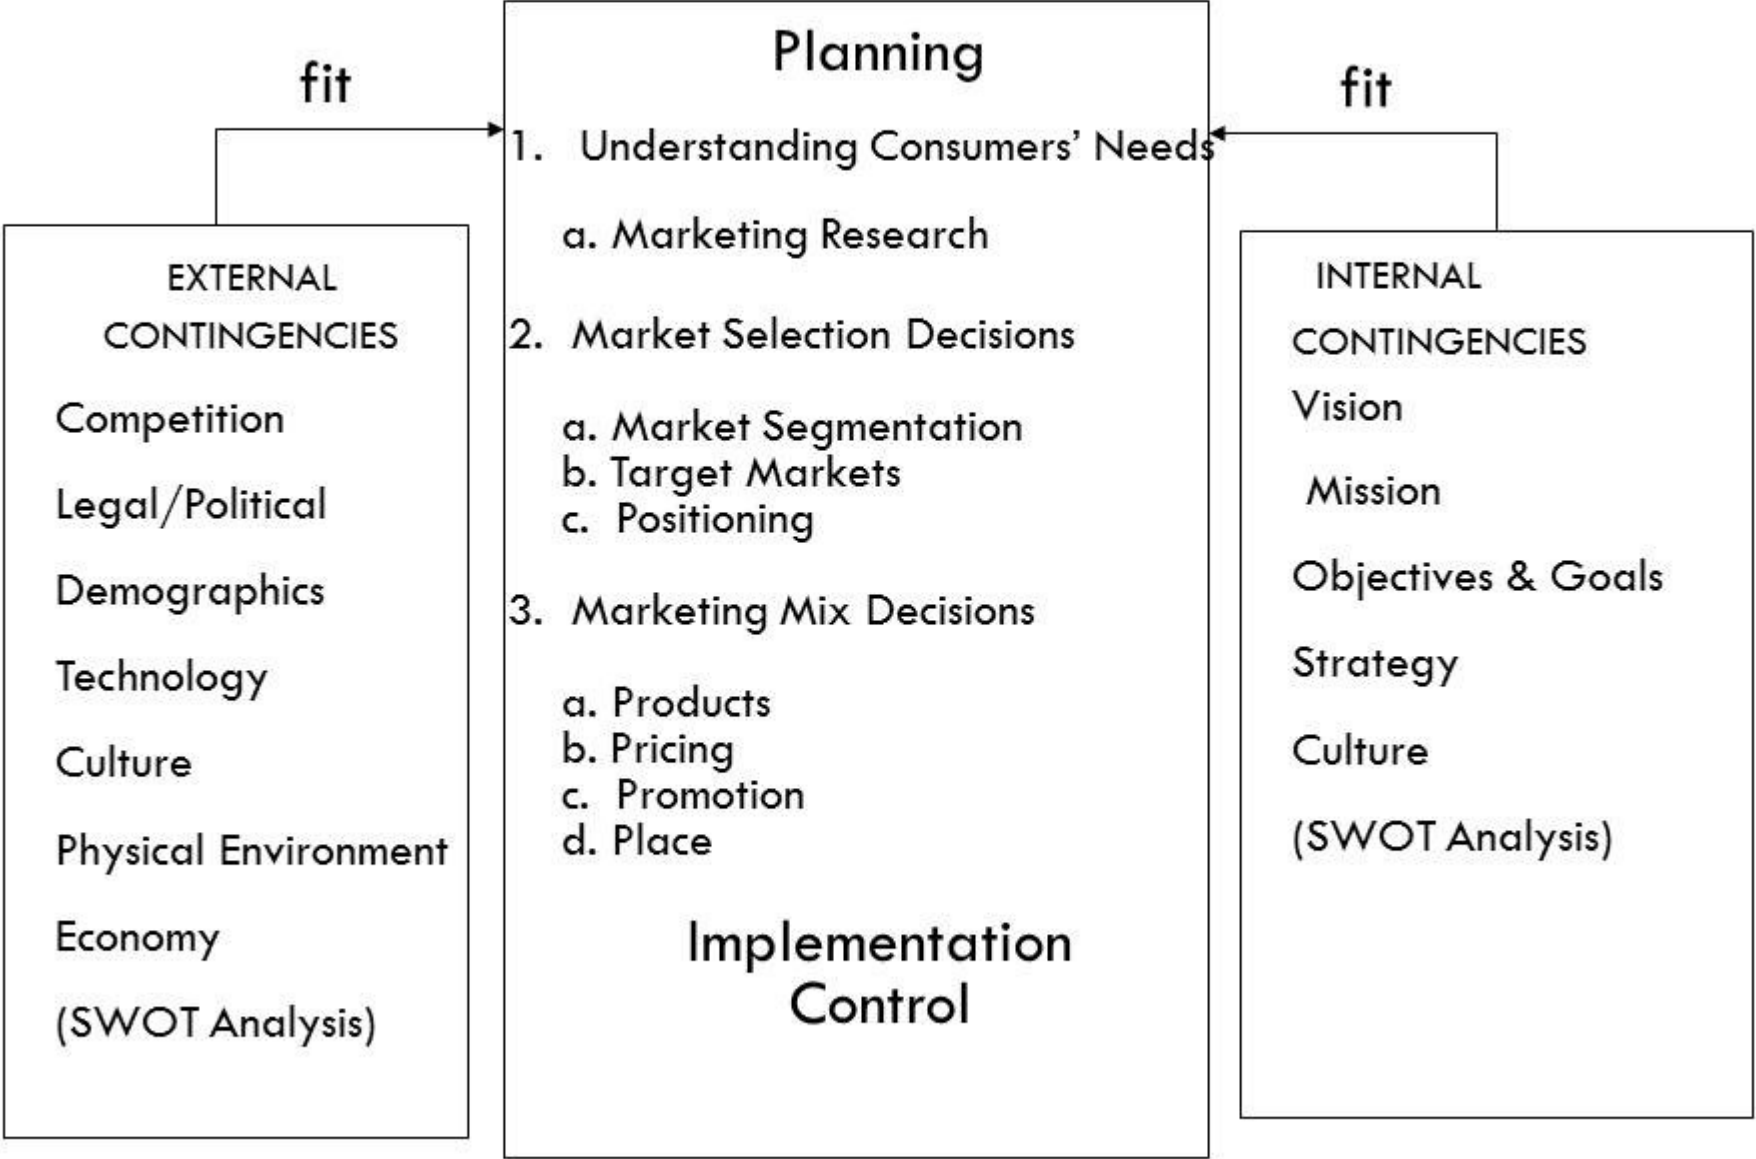 fit
EXTERNAL
CONTINGENCIES
Competition
Legal/Political
Demographics
Technology
Culture
Physical Environment
Economy
(SWOT Analysis)
Planning
1. Understanding Consumers’ Needs
a. Marketing Research
2. Market Selection Decisions
a. Market Segmentation
b. Target Markets
c. Positioning
3. Marketing Mix Decisions
a. Products
b. Pricing
c. Promotion
d. Place
Implementation
Control
fit
INTERNAL
CONTINGENCIES
Vision
Mission
Objectives & Goals
Strategy
Culture
(SWOT Analysis)